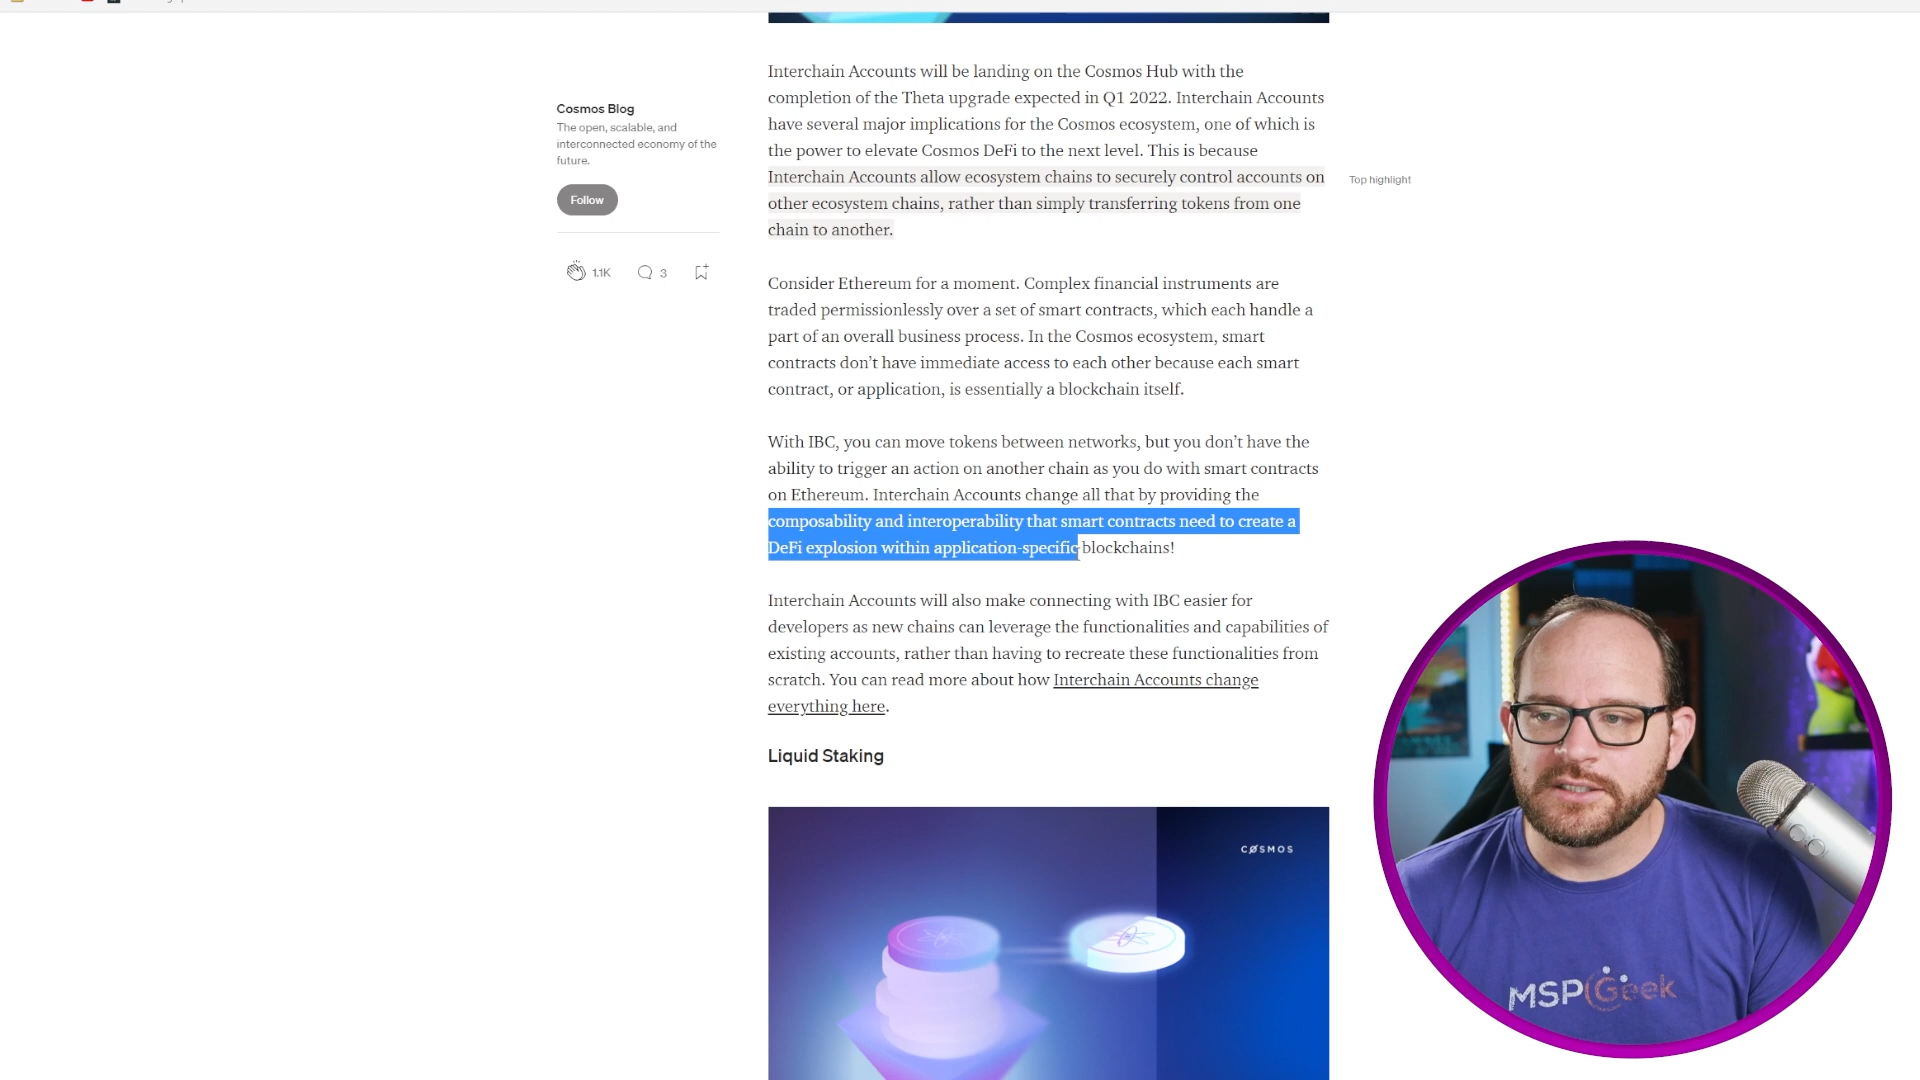 Interchain Accounts will be landing on the Cosmos Hub with the
completion of the Theta upgrade expected in Q1 2022. Interchain Accounts
have several major implications for the Cosmos ecosystem, one of which is
the power to elevate Cosmos DeFi to the next level. This is because
Interchain Accounts allow ecosystem chains to securely control accounts on
other ecosystem chains, rather than simply transferring tokens from one
chain to another.
Top highlight
Cosmos Blog
The open, scalable, and
interconnected economy of the
future.
Follow
1.1K 3
Consider Ethereum for a moment. Complex financial instruments are
traded permissionlessly over a set of smart contracts, which each handle a
part of an overall business process. In the Cosmos ecosystem, smart
contracts don’t have immediate access to each other because each smart
contract, or application, is essentially a blockchain itself.
With IBC, you can move tokens between networks, but you don’t have the
ability to trigger an action on another chain as you do with smart contracts
on Ethereum. Interchain Accounts change all that by providing the
composability and interoperability that smart contracts need to create a
DeFi explosion within application-specific blockchains!
Interchain Accounts will also make connecting with IBC easier for
developers as new chains can leverage the functionalities and capabilities of
existing accounts, rather than having to recreate these functionalities from
scratch. You can read more about how Interchain Accounts change
everything here.
Liquid Staking
CØSMOS
MSP Geek